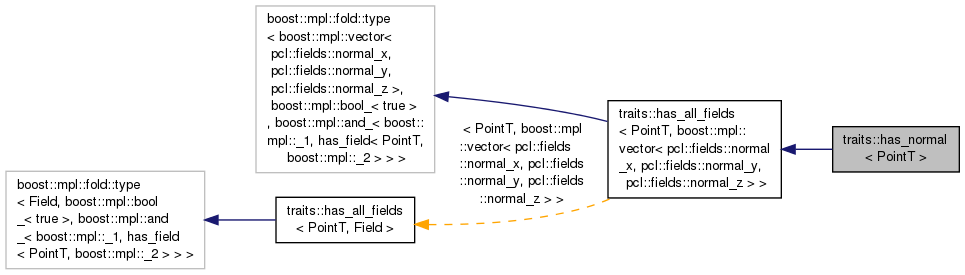 boost::mpl::fold::type
< boost::mpl::vector<
pcl::fields::normal_x,
pcl::fields::normal_y,
pcl::fields::normal_z >,
boost::mpl::bool_< true >
, boost::mpl::and_< boost::
mpl::_1, has_field< PointT,
boost::mpl::_2 > > >
< PointT, boost::mpl
::vector< pcl::fields
::normal_x, pcl::fields
::normal_y, pcl::fields
::normal_z > >
traits::has_all_fields
< PointT, boost::mpl::
vector< pcl::fields::normal
_x, pcl::fields::normal_y,
pcl::fields::normal_z > >
traits::has_normal
< PointT >
boost::mpl::fold::type
< Field, boost::mpl::bool
_< true >, boost::mpl::and
_< boost::mpl::_1, has_field
< PointT, boost::mpl::_2 > > >
traits::has_all_fields
< PointT, Field >